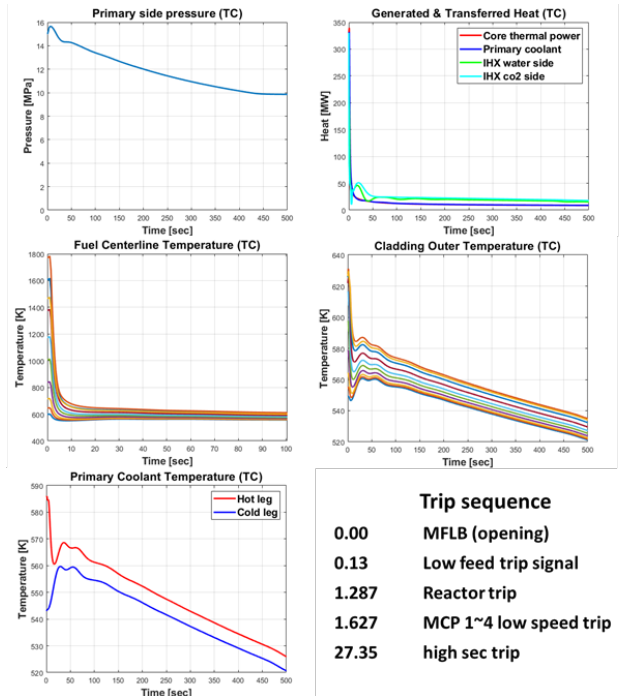 Primary side pressure (TC)
Pressure [MPa]
16
14
12
10
8
6
4
2
0
0 50 100 150 200 250 300 350 400 450 500
Time [sec]
Generated & Transferred Heat (TC)
Core thermal power
Primary coolant
IHX water side
IHX co2 side
Heat [MW]
350
300
250
200
150
100
50
0
0 50 100 150 200 250 300 350 400 450 500
Time [sec]
Fuel Centerline Temperature (TC)
Temperature [K]
1800
1600
1400
1200
1000
800
600
400
0 10 20 30 40 50 60 70 80 90 100
Time [sec]
Cladding Outer Temperature (TC)
Temperature [K]
640
620
600
580
560
540
520
0 50 100 150 200 250 300 350 400 450 500
Time [sec]
Primary Coolant Temperature (TC)
Hot leg
Cold leg
Temperature [K]
590
580
570
560
550
540
530
520
0 50 100 150 200 250 300 350 400 450 500
Time [sec]
Trip sequence
0.00 MFLB (opening)
0.13 Low feed trip signal
1.287 Reactor trip
1.627 MCP 1~4 low speed trip
27.35 high sec trip